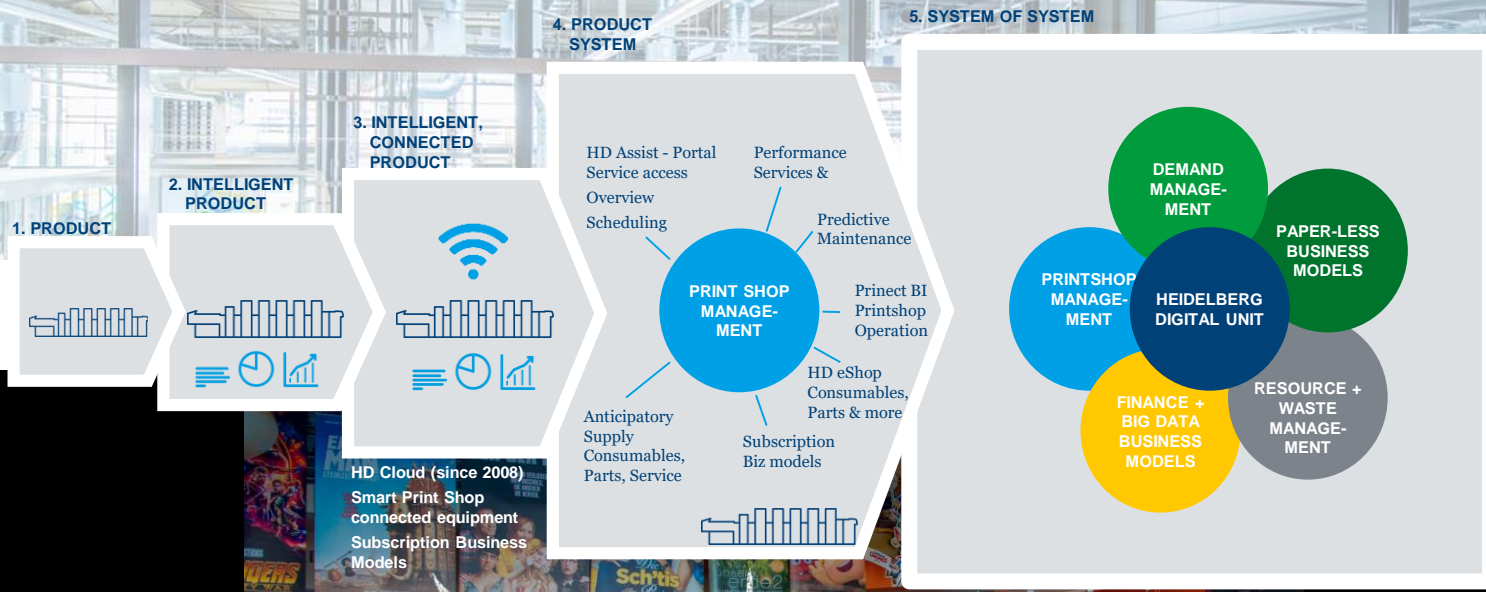 1. PRODUCT
2. INTELLIGENT
PRODUCT
3. INTELLIGENT,
CONNECTED
PRODUCT
HD Cloud (since 2008)
Smart Print Shop
connected equipment
Subscription Business
Models
4. PRODUCT
SYSTEM
HD Assist - Portal
Service access
Overview
Scheduling
Performance
Services &
Predictive
Maintenance
PRINT SHOP
MANAGE-
MENT
Prinect BI
Printshop
Operation
HD eShop
Consumables,
Parts & more
Subscription
Biz models
Anticipatory
Supply
Consumables,
Parts, Service
5. SYSTEM OF SYSTEM
DEMAND
MANAGE-
MENT
PAPER-LESS
BUSINESS
MODELS
PRINTSHOP
MANAGE-
MENT
HEIDELBERG
DIGITAL UNIT
FINANCE +
BIG DATA
BUSINESS
MODELS
RESOURCE +
WASTE
MANAGE-
MENT
Die
Sch'tis